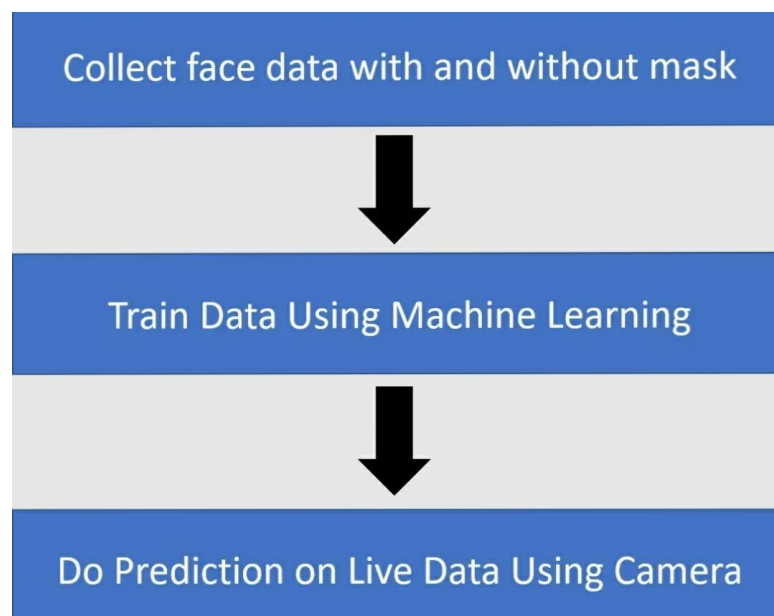 Collect face data with and without mask
Train Data Using Machine Learning
Do Prediction on Live Data Using Camera